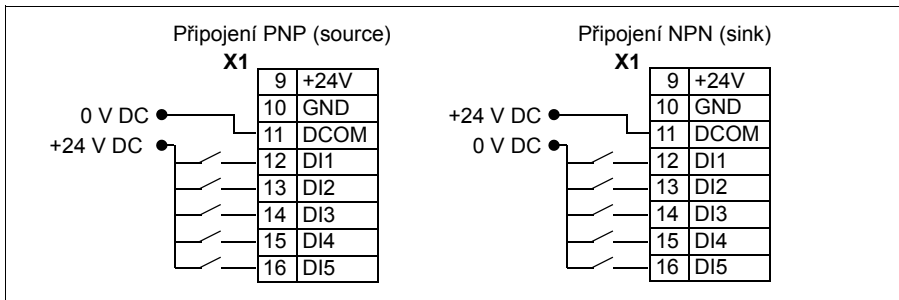 Připojení PNP (source)
X1
9 +24V
10 GND
0 V DC
11 DCOM
+24 V DC
12 DI1
13 DI2
14 DI3
15 DI4
16 DI5
Připojení NPN (sink)
X1
9 +24V
10 GND
+24 V DC
11 DCOM
0 V DC
12 DI1
13 DI2
14 DI3
15 DI4
16 DI5